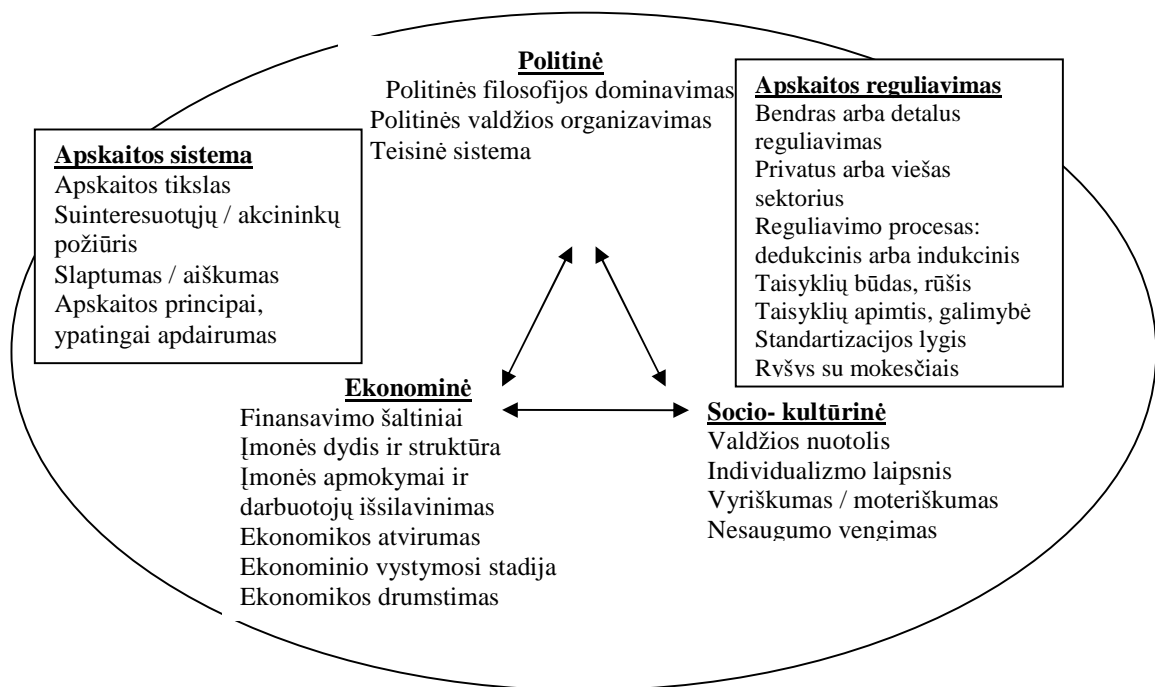 Politinė
Politinės filosofijos dominavimas
Politinės valdžios organizavimas
Teisinė sistema
Apskaitos reguliavimas
Bendras arba detalus
reguliavimas
Privatus arba viešas
sektorius
Reguliavimo procesas:
dedukcinis arba indukcinis
Taisyklių būdas, rūšis
Taisyklių apimtis, galimybė
Standartizacijos lygis
Ryšys su mokesčiais
Apskaitos sistema
Apskaitos tikslas
Suinteresuotųjų / akcininkų
požiūris
Slaptumas / aiškumas
Apskaitos principai,
ypatingai apdairumas
Ekonominė
Finansavimo šaltiniai
Įmonės dydis ir struktūra
Įmonės apmokymai ir
darbuotojų išsilavinimas
Ekonomikos atvirumas
Ekonominio vystymosi stadija
Ekonomikos drumstimas
Socio- kultūrinė
Valdžios nuotolis
Individualizmo laipsnis
Vyriškumas / moteriškumas
Nesaugumo vengimas